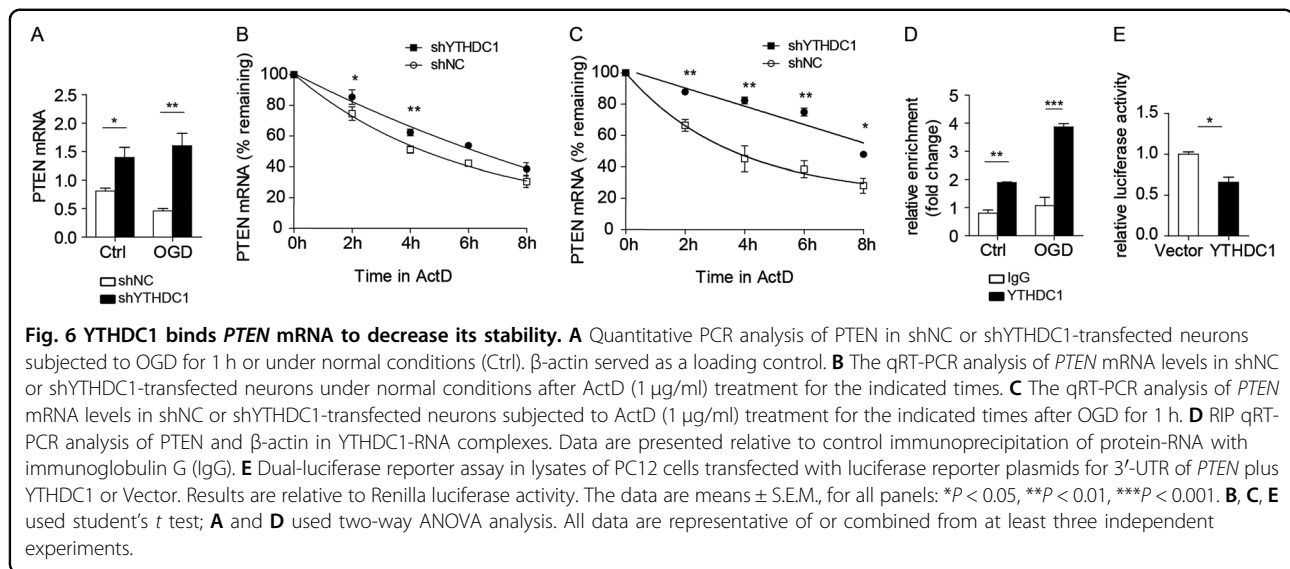 A
PTEN mRNA
2.5
2.0
1.5
1.0
0.5
0.0
*
**
Ctrl
OGD
shNC
shYTHDC1
B
shYTHDC1
shNC
PTEN mRNA (% remaining)
100
80
60
40
20
0
*
**
0h
2h
4h
6h
8h
Time in ActD
C
shYTHDC1
shNC
PTEN mRNA (% remaining)
100
80
60
40
20
0
**
**
**
*
0h
2h
4h
6h
8h
Time in ActD
D
relative enrichment
(fold change)
5
4
3
2
1
0
**
***
Ctrl
OGD
IgG
YTHDC1
E
relative luciferase activity
1.5
1.0
0.5
0.0
*
Vector
YTHDC1
Fig. 6 YTHDC1 binds PTEN mRNA to decrease its stability. A Quantitative PCR analysis of PTEN in shNC or shYTHDC1-transfected neurons
subjected to OGD for 1 h or under normal conditions (Ctrl). β-actin served as a loading control. B The qRT-PCR analysis of PTEN mRNA levels in shNC
or shYTHDC1-transfected neurons under normal conditions after ActD (1 μg/ml) treatment for the indicated times. C The qRT-PCR analysis of PTEN
mRNA levels in shNC or shYTHDC1-transfected neurons subjected to ActD (1 μg/ml) treatment for the indicated times after OGD for 1 h. D RIP qRT-
PCR analysis of PTEN and β-actin in YTHDC1-RNA complexes. Data are presented relative to control immunoprecipitation of protein-RNA with
immunoglobulin G (IgG). E Dual-luciferase reporter assay in lysates of PC12 cells transfected with luciferase reporter plasmids for 3′-UTR of PTEN plus
YTHDC1 or Vector. Results are relative to Renilla luciferase activity. The data are means ± S.E.M., for all panels: *P < 0.05, **P < 0.01, ***P < 0.001. B, C, E
used student's t test; A and D used two-way ANOVA analysis. All data are representative of or combined from at least three independent
experiments.